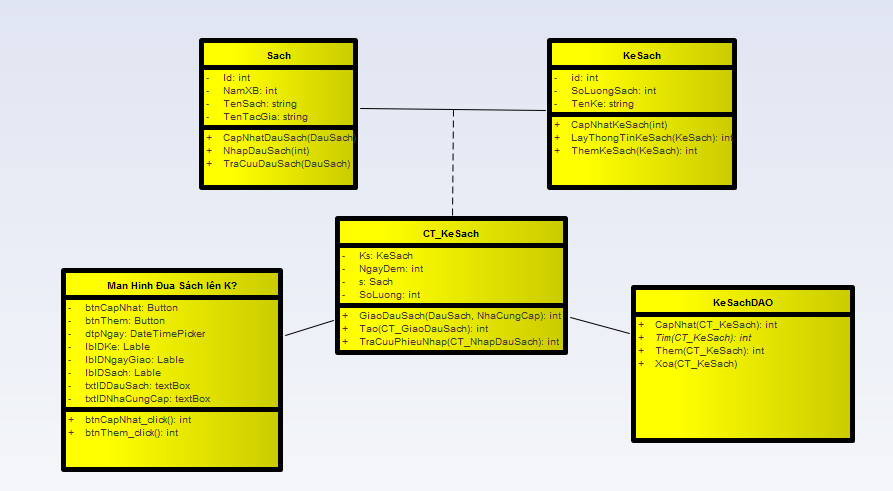 Sach
- Id: int
- NamXB: int
- TenSach: string
- TenTacGia: string
+ CapNhatDauSach(DauSach)
+ NhapDauSach(int)
+ TraCuuDauSach(DauSach)
KeSach
- id: int
- SoLuongSach: int
- TenKe: string
+ CapNhatKeSach(int)
+ LayThongTinKeSach(KeSach): int
+ ThemKeSach(KeSach): int
CT_KeSach
- Ks: KeSach
- NgayDem: int
- s: Sach
- SoLuong: int
+ GiaoDauSach(DauSach, NhaCungCap): int
+ Tao(CT_GiaoDauSach): int
+ TraCuuPhieuNhap(CT_NhapDauSach): int
Man Hinh Đua Sách lên K?
- btnCapNhat: Button
- btnThem: Button
- dtpNgay: DateTimePicker
- lblDKe: Lable
- lblDNgayGiao: Lable
- lblDSach: Lable
- txtIDDauSach: textBox
- txtIDNhaCungCap: textBox
+ btnCapNhat_click(): int
+ btnThem_click(): int
KeSachDAO
+ CapNhat(CT_KeSach): int
+ Tim(CT_KeSach): int
+ Them(CT_KeSach): int
+ Xoa(CT_KeSach)